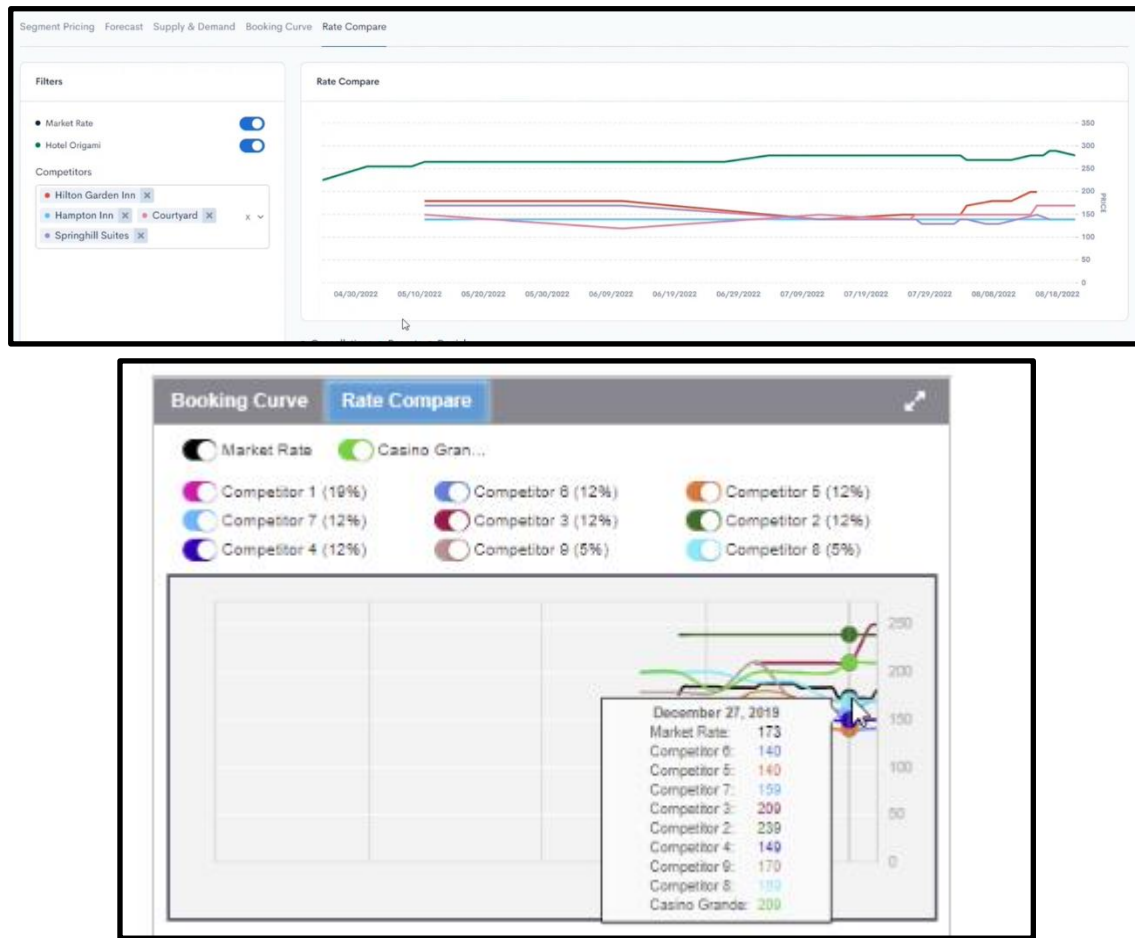 Segment Pricing Forecast Supply & Demand Booking Curve Rate Compare
Filters
Market Rate
Hotel Origami
Competitors
Hilton Garden Inn X
Hampton Inn X Courtyard X x
Springhill Suites X
Rate Compare
350
300
250
200
150
100
50
0
PRICE
04/30/2022 05/10/2022 05/20/2022 05/30/2022 06/09/2022 06/19/2022 06/29/2022 07/09/2022 07/19/2022 07/29/2022 08/08/2022 08/18/2022
Booking Curve Rate Compare
Market Rate Casino Gran...
Competitor 1 (19%) Competitor 6 (12%) Competitor 5 (12%)
Competitor 7 (12%) Competitor 3 (12%) Competitor 2 (12%)
Competitor 4 (12%) Competitor 9 (5%) Competitor 8 (5%)
250
200
150
100
50
0
December 27, 2019
Market Rate: 173
Competitor 6: 140
Competitor 5: 140
Competitor 7: 159
Competitor 3: 209
Competitor 2: 239
Competitor 4: 149
Competitor 9: 170
Competitor 8:
Casino Grande: 209